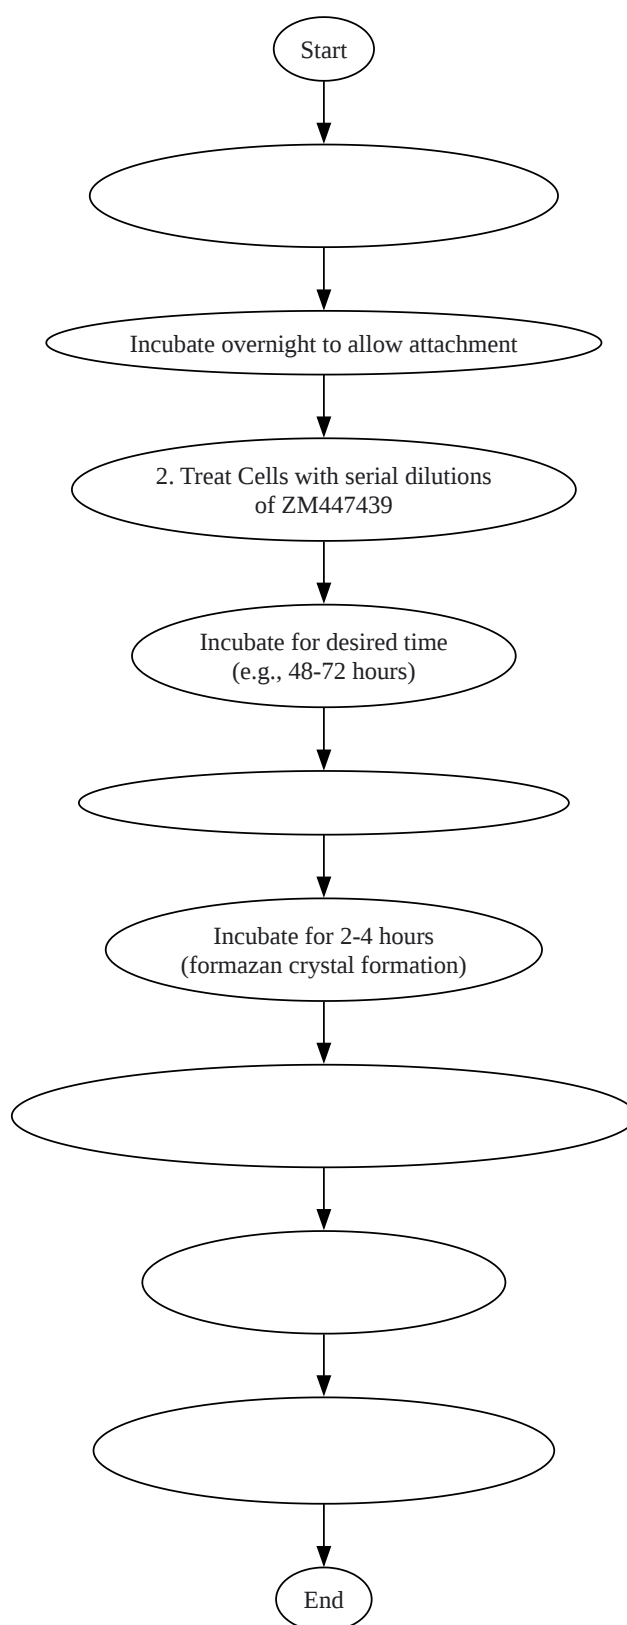 Start
Incubate overnight to allow attachment
2. Treat Cells with serial dilutions
of ZM447439
Incubate for desired time
(e.g., 48-72 hours)
Incubate for 2-4 hours
(formazan crystal formation)
End